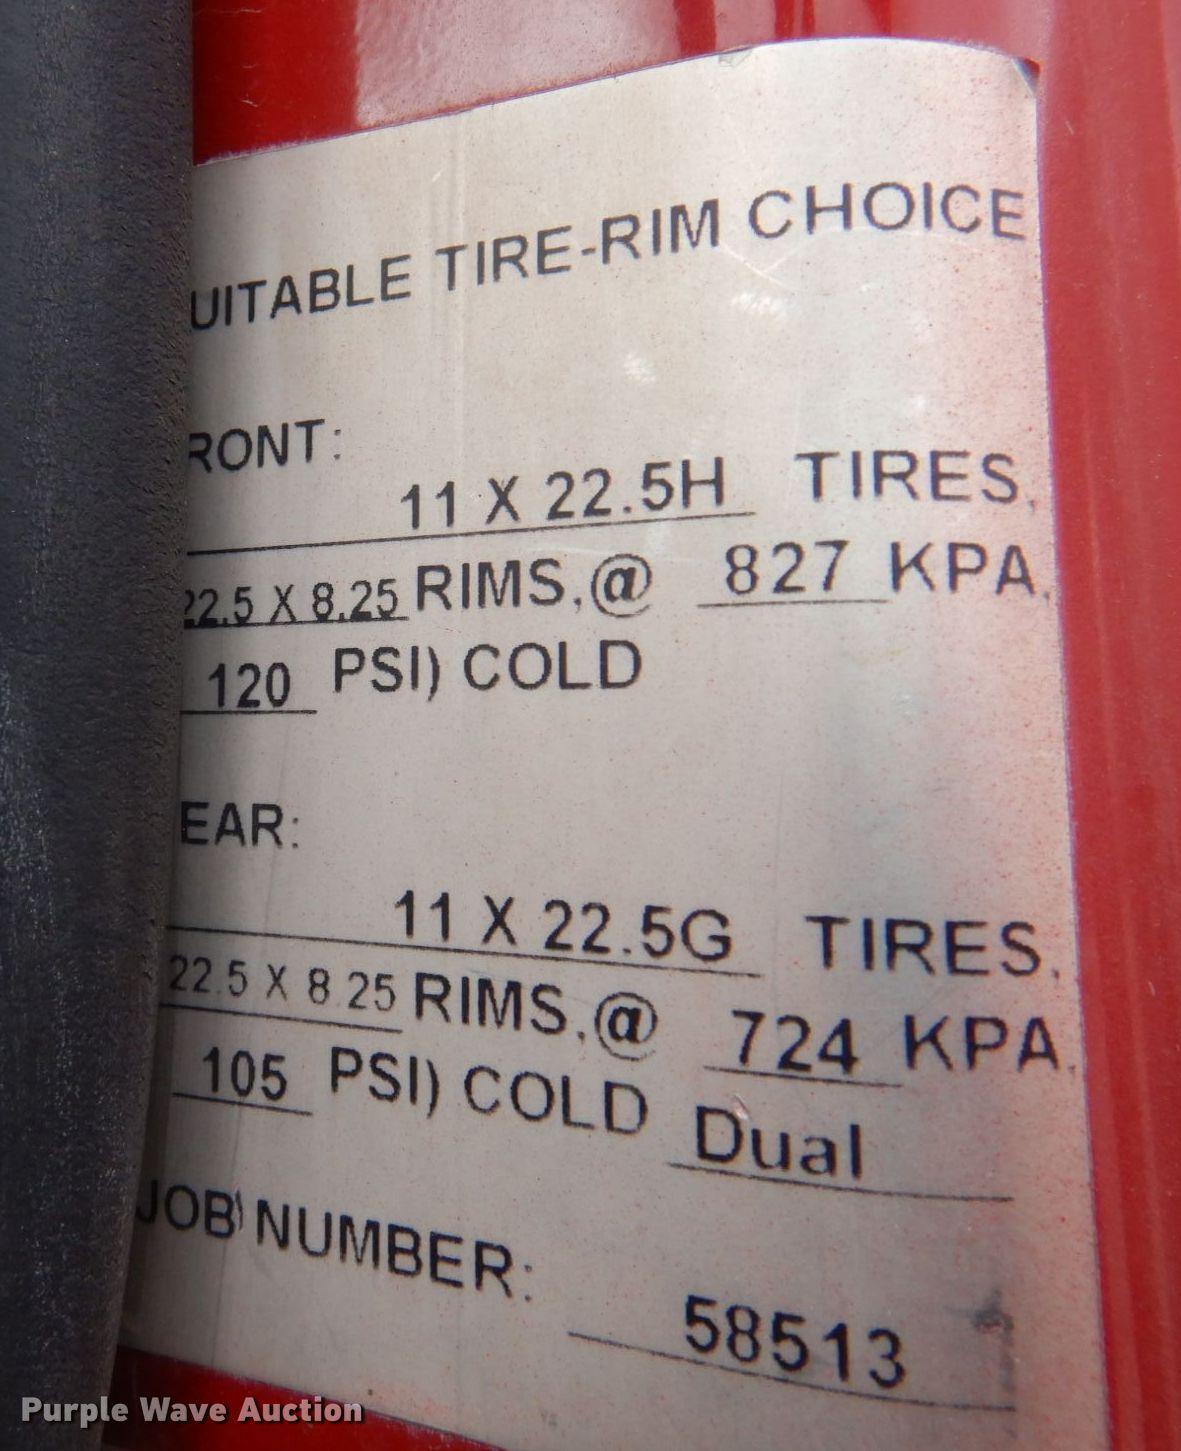 UITABLE TIRE-RIM CHOICE
RONT:
11 X 22.5H TIRES,
22.5 X 8.25 RIMS, @ 827 KPA,
120 PSI) COLD
EAR:
11 X 22.5G TIRES,
22.5 X 8.25 RIMS, @ 724 KPA,
105 PSI) COLD Dual
JOB NUMBER: 58513
Purple Wave Auction